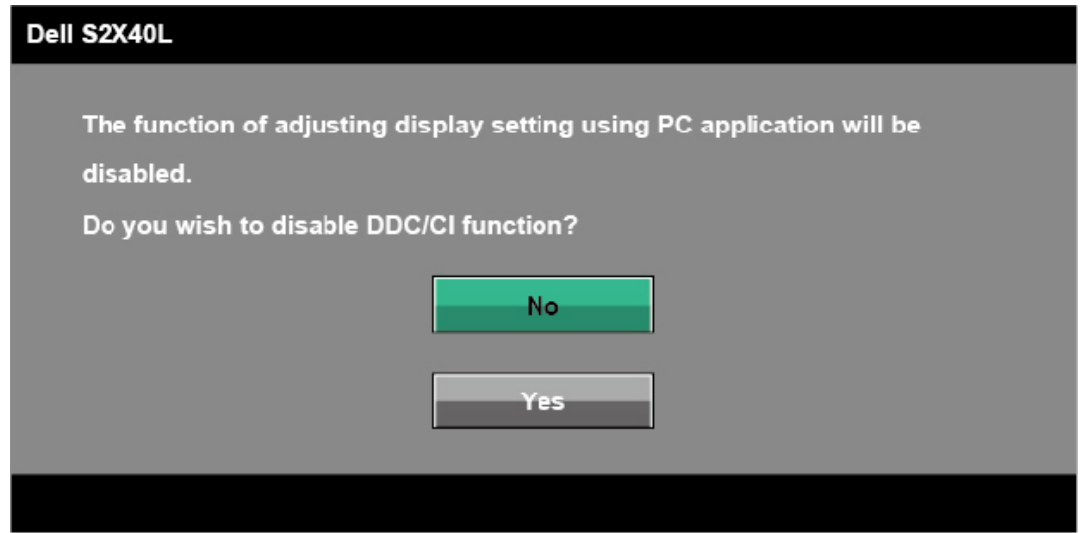 Dell S2X40L
The function of adjusting display setting using PC application will be
disabled.
Do you wish to disable DDC/CI function?
No
Yes